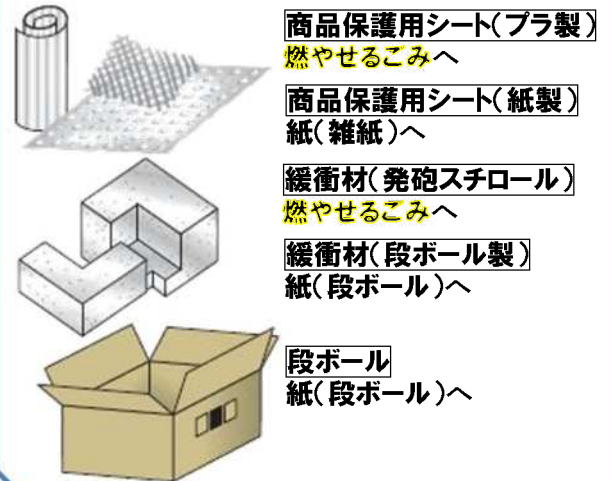 商品保護用シート(プラ製)
燃やせるごみへ
商品保護用シート(紙製)
紙(雑紙)へ
緩衝材(発砲スチロール)
燃やせるごみへ
緩衝材(段ボール製)
紙(段ボール)へ
段ボール
紙(段ボール)へ